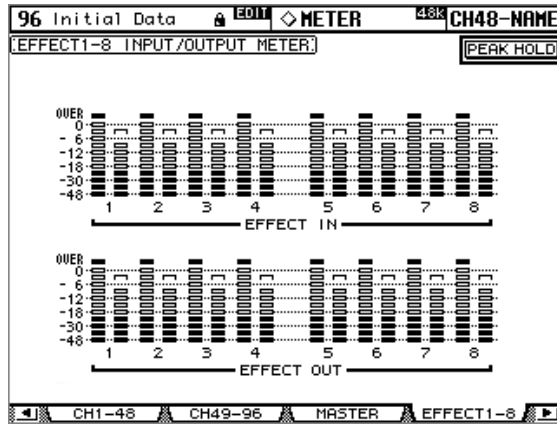 96 Initial Data EDIT ◇METER 48K CH48-NAME
EFFECT1-8 INPUT/OUTPUT METER
PEAK HOLD
OVER
0
- 6
-12
-18
-30
-48
1 2 3 4 5 6 7 8
EFFECT IN
OVER
0
- 6
-12
-18
-30
-48
1 2 3 4 5 6 7 8
EFFECT OUT
CH1-48 CH49-96 MASTER EFFECT1-8